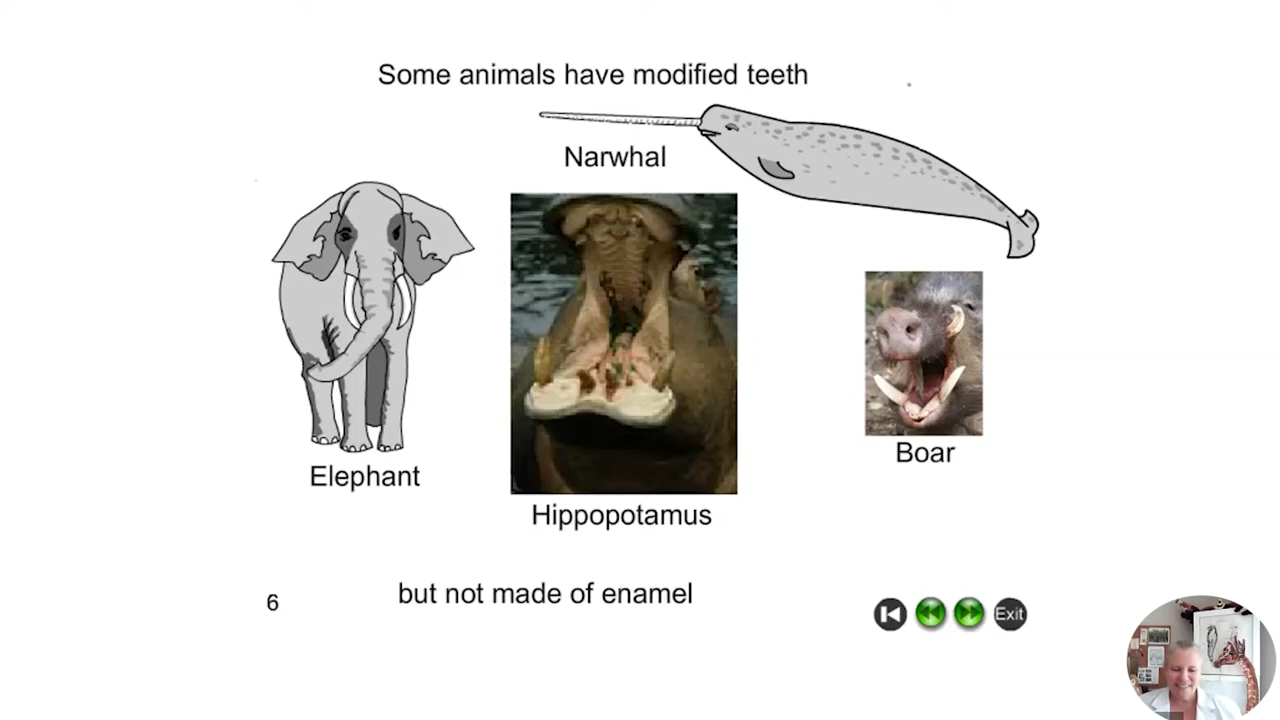 Some animals have modified teeth
Narwhal
Elephant
Hippopotamus
Boar
but not made of enamel
6
Exit